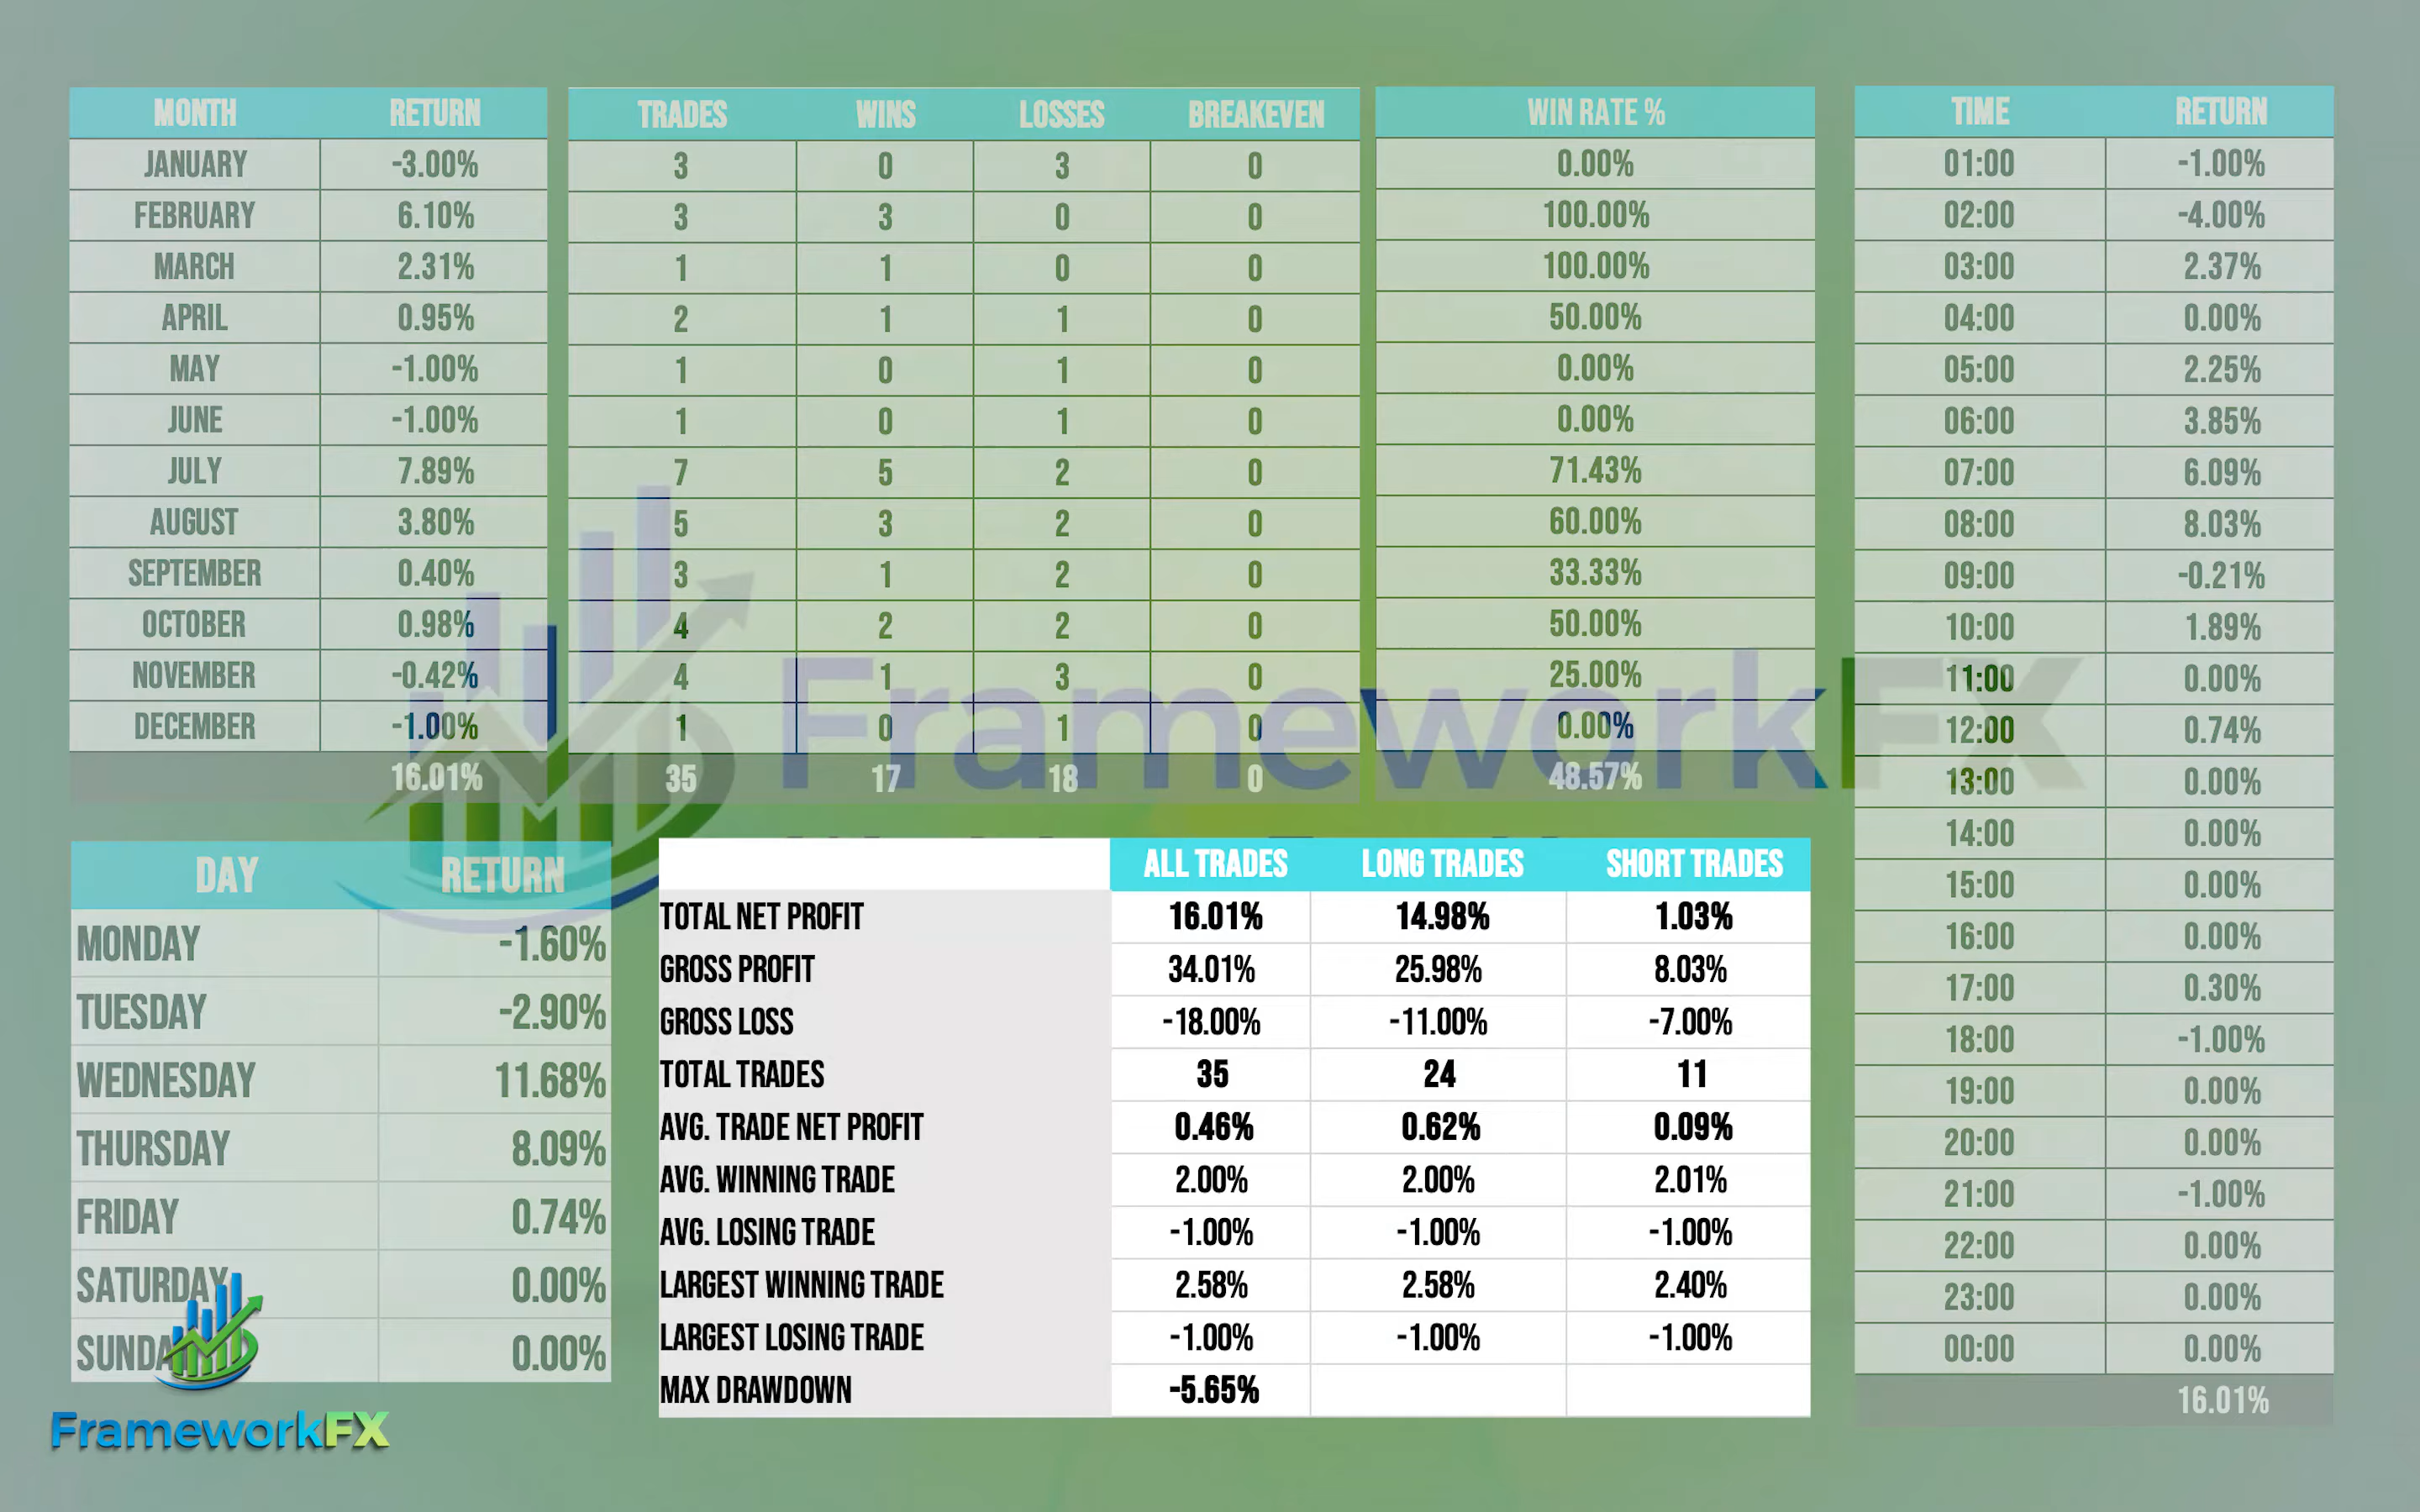 MONTH RETURN TRADES WINS LOSSES BREAKEVEN WIN RATE %
JANUARY -3.00% 3 0 3 0 0.00%
FEBRUARY 6.10% 3 3 0 0 100.00%
MARCH 2.31% 1 1 0 0 100.00%
APRIL 0.95% 2 1 1 0 50.00%
MAY -1.00% 1 0 1 0 0.00%
JUNE -1.00% 1 0 1 0 0.00%
JULY 7.89% 7 5 2 0 71.43%
AUGUST 3.80% 5 3 2 0 60.00%
SEPTEMBER 0.40% 3 1 2 0 33.33%
OCTOBER 0.98% 4 2 2 0 50.00%
NOVEMBER -0.42% 4 1 3 0 25.00%
DECEMBER -1.00% 1 0 1 0 0.00%
16.01% 35 17 18 0 48.57%
FrameworkFX
TIME RETURN
01:00 -1.00%
02:00 -4.00%
03:00 2.37%
04:00 0.00%
05:00 2.25%
06:00 3.85%
07:00 6.09%
08:00 8.03%
09:00 -0.21%
10:00 1.89%
11:00 0.00%
12:00 0.74%
13:00 0.00%
14:00 0.00%
15:00 0.00%
16:00 0.00%
17:00 0.30%
18:00 -1.00%
19:00 0.00%
20:00 0.00%
21:00 -1.00%
22:00 0.00%
23:00 0.00%
00:00 0.00%
16.01%
DAY RETURN
MONDAY -1.60%
TUESDAY -2.90%
WEDNESDAY 11.68%
THURSDAY 8.09%
FRIDAY 0.74%
SATURDAY 0.00%
SUNDA 0.00%
ALL TRADES LONG TRADES SHORT TRADES
TOTAL NET PROFIT 16.01% 14.98% 1.03%
GROSS PROFIT 34.01% 25.98% 8.03%
GROSS LOSS -18.00% -11.00% -7.00%
TOTAL TRADES 35 24 11
AVG. TRADE NET PROFIT 0.46% 0.62% 0.09%
AVG. WINNING TRADE 2.00% 2.00% 2.01%
AVG. LOSING TRADE -1.00% -1.00% -1.00%
LARGEST WINNING TRADE 2.58% 2.58% 2.40%
LARGEST LOSING TRADE -1.00% -1.00% -1.00%
MAX DRAWDOWN -5.65%
FrameworkFX